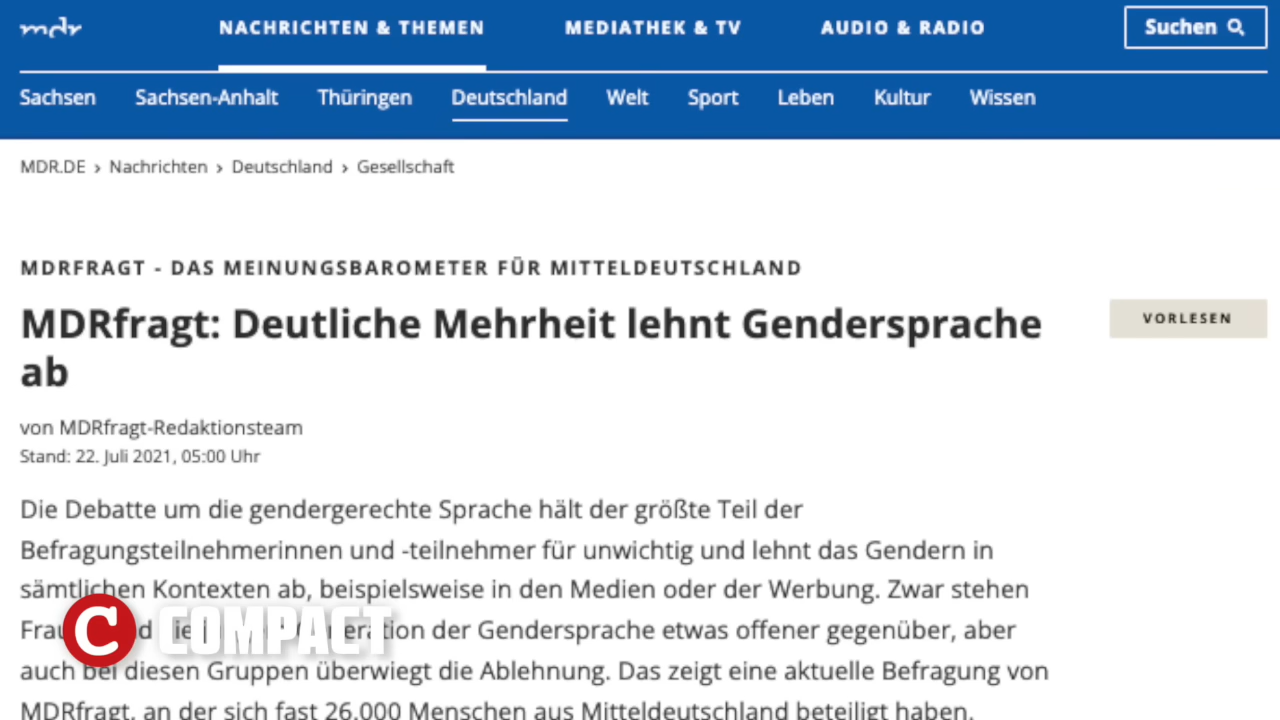 mdr NACHRICHTEN & THEMEN MEDIATHEK & TV AUDIO & RADIO Suchen
Sachsen Sachsen-Anhalt Thüringen Deutschland Welt Sport Leben Kultur Wissen
MDR.DE › Nachrichten › Deutschland › Gesellschaft
MDRFRAGT - DAS MEINUNGSBAROMETER FÜR MITTELDEUTSCHLAND
MDRfragt: Deutliche Mehrheit lehnt Gendersprache
ab
VORLESEN
von MDRfragt-Redaktionsteam
Stand: 22. Juli 2021, 05:00 Uhr
Die Debatte um die gendergerechte Sprache hält der größte Teil der
Befragungsteilnehmerinnen und -teilnehmer für unwichtig und lehnt das Gendern in
sämtlichen Kontexten ab, beispielsweise in den Medien oder der Werbung. Zwar stehen
der Gendersprache etwas offener gegenüber, aber
C COMPACT
auch bei diesen Gruppen überwiegt die Ablehnung. Das zeigt eine aktuelle Befragung von
MDRfragt, an der sich fast 26.000 Menschen aus Mitteldeutschland beteiligt haben.